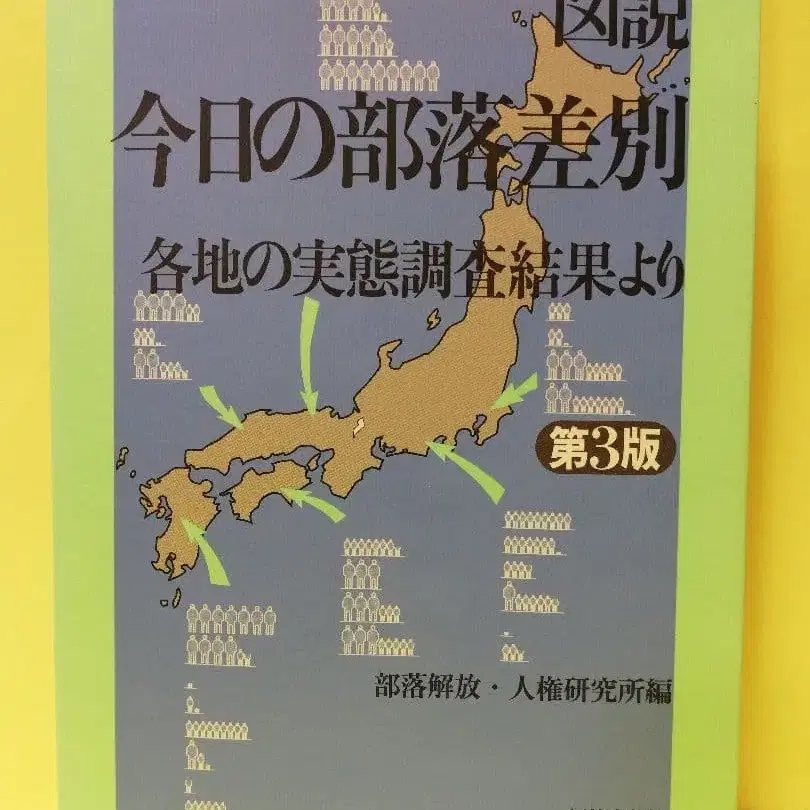 図説
今日の部落差別
各地の実態調査結果より
第3版
部落解放・人権研究所編